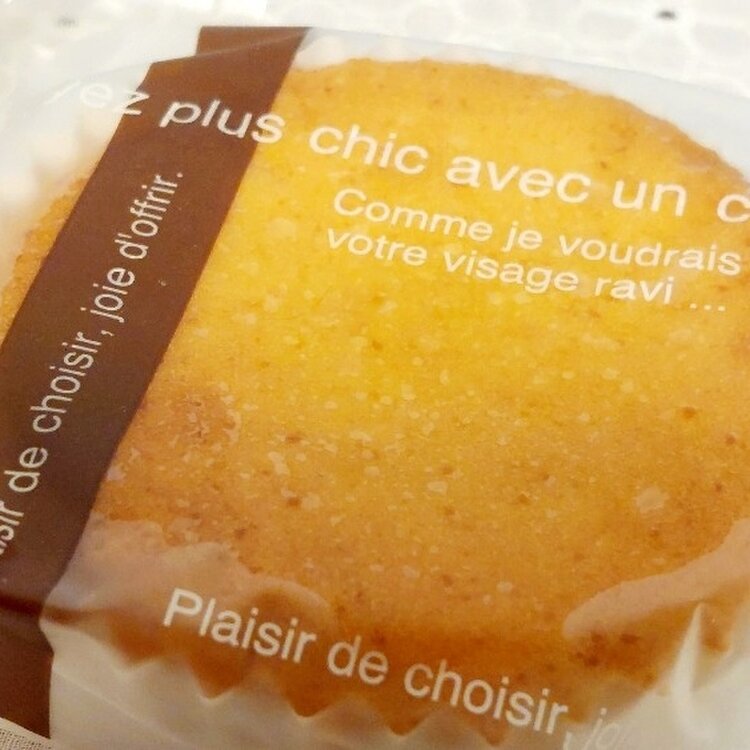 ez plus chic avec un c
Comme je voudrais
votre visage ravi ...
sir de choisir, joie d'offrir.
Plaisir de choisir, jo